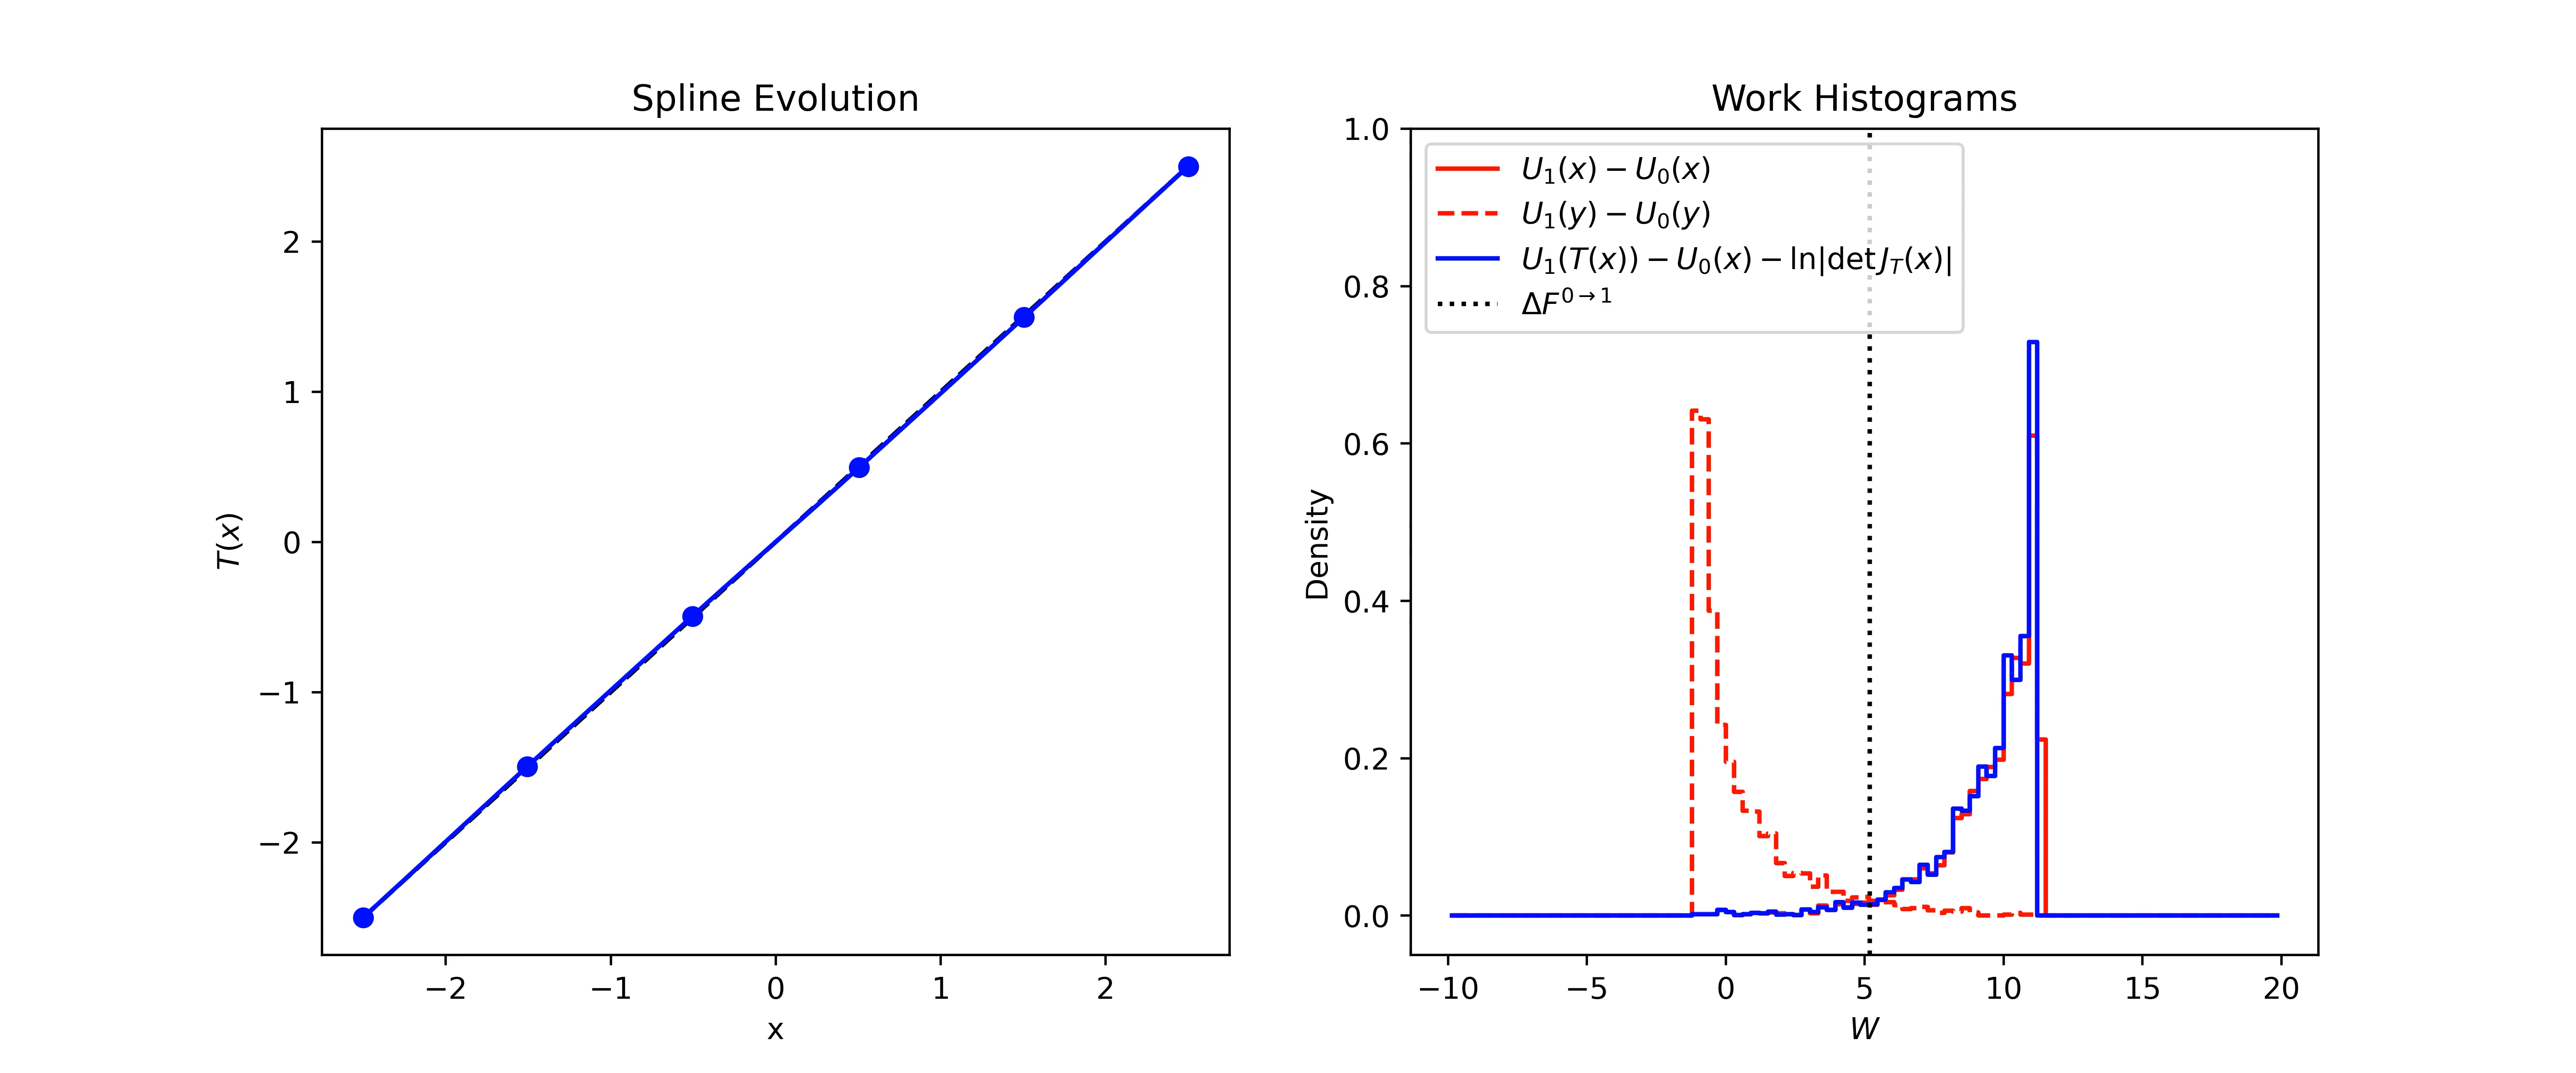 Spline Evolution
T(x)
2
1
0
−1
−2
−2 −1 0 1 2
x
Work Histograms
U₁(x) − U₀(x)
U₁(y) − U₀(y)
U₁(T(x)) − U₀(x) − ln|det J_T(x)|
ΔF⁰→¹
Density
1.0
0.8
0.6
0.4
0.2
0.0
−10 −5 0 5 10 15 20
W